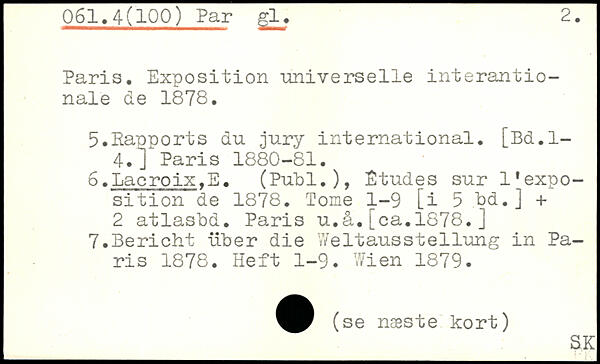 061.4(100) Par gl. 2.
Paris. Exposition universelle interantio-
nale de 1878.
5.Rapports du jury international. [Bd.1-
4.] Paris 1880-81.
6.Lacroix,E. (Publ.), Études sur l'expo-
sition de 1878. Tome 1-9 [i 5 bd.] +
2 atlasbd. Paris u.å.[ca.1878.]
7.Bericht über die Weltausstellung in Pa-
ris 1878. Heft 1-9. Wien 1879.
(se næste kort)
SK